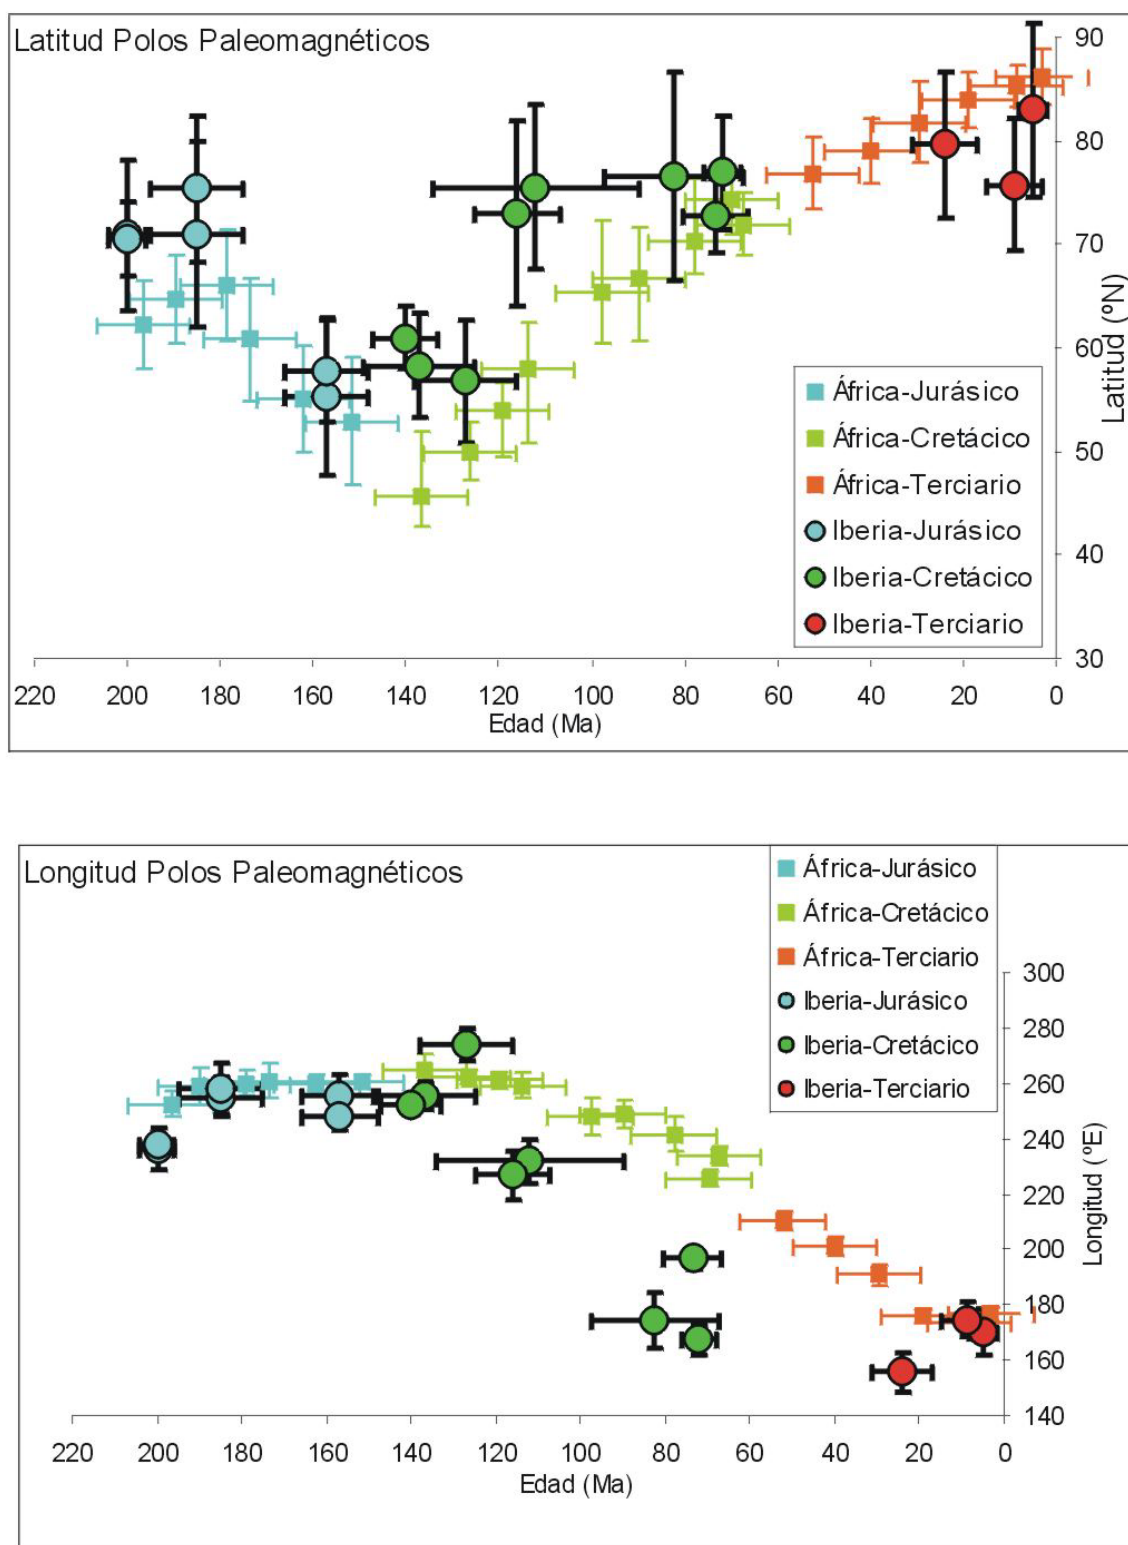 Latitud Polos Paleomagnéticos
90
80
70
60
50
40
30
Latitud (ºN)
África-Jurásico
África-Cretácico
África-Terciario
Iberia-Jurásico
Iberia-Cretácico
Iberia-Terciario
220 200 180 160 140 120 100 80 60 40 20 0
Edad (Ma)
Longitud Polos Paleomagnéticos
África-Jurásico
África-Cretácico
África-Terciario
Iberia-Jurásico
Iberia-Cretácico
Iberia-Terciario
300
280
260
240
220
200
180
160
140
Longitud (ºE)
220 200 180 160 140 120 100 80 60 40 20 0
Edad (Ma)